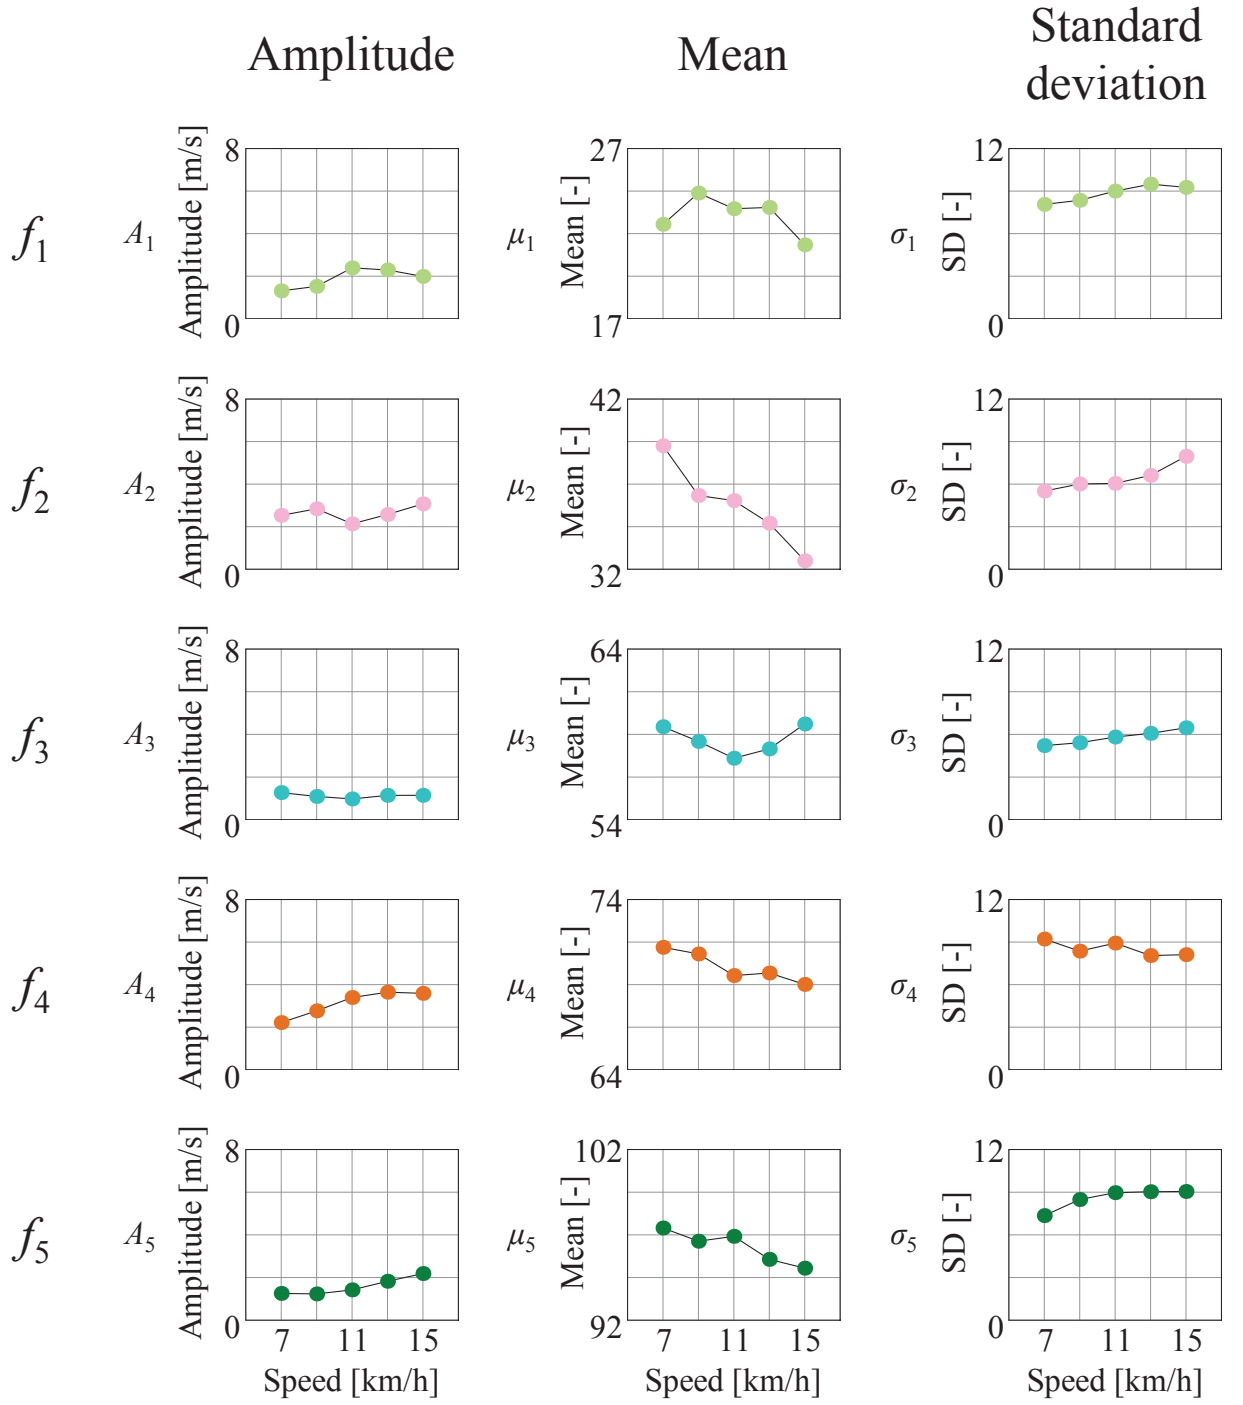 Amplitude
Mean
Standard
deviation
f1
A1
Amplitude [m/s]
8
0
μ1
Mean [-]
27
17
σ1
SD [-]
12
0
f2
A2
Amplitude [m/s]
8
0
μ2
Mean [-]
42
32
σ2
SD [-]
12
0
f3
A3
Amplitude [m/s]
8
0
μ3
Mean [-]
64
54
σ3
SD [-]
12
0
f4
A4
Amplitude [m/s]
8
0
μ4
Mean [-]
74
64
σ4
SD [-]
12
0
f5
A5
Amplitude [m/s]
8
0
7 11 15
Speed [km/h]
μ5
Mean [-]
102
92
7 11 15
Speed [km/h]
σ5
SD [-]
12
0
7 11 15
Speed [km/h]